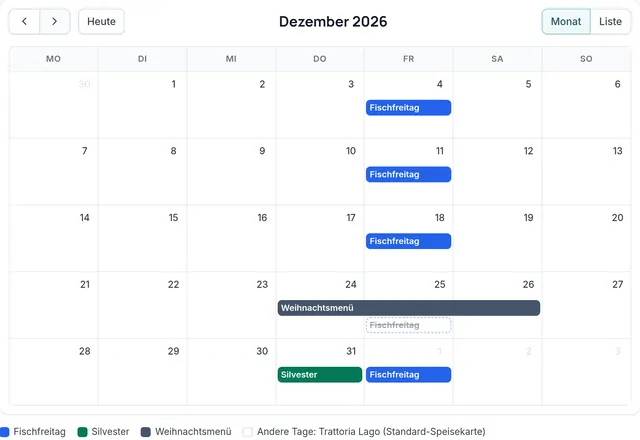 Heute
Dezember 2026
Monat Liste
MO DI MI DO FR SA SO
30 1 2 3 4 5 6
Fischfreitag
7 8 9 10 11 12 13
Fischfreitag
14 15 16 17 18 19 20
Fischfreitag
21 22 23 24 25 26 27
Weihnachtsmenü
Fischfreitag
28 29 30 31 1 2 3
Silvester Fischfreitag
Fischfreitag Silvester Weihnachtsmenü Andere Tage: Trattoria Lago (Standard-Speisekarte)